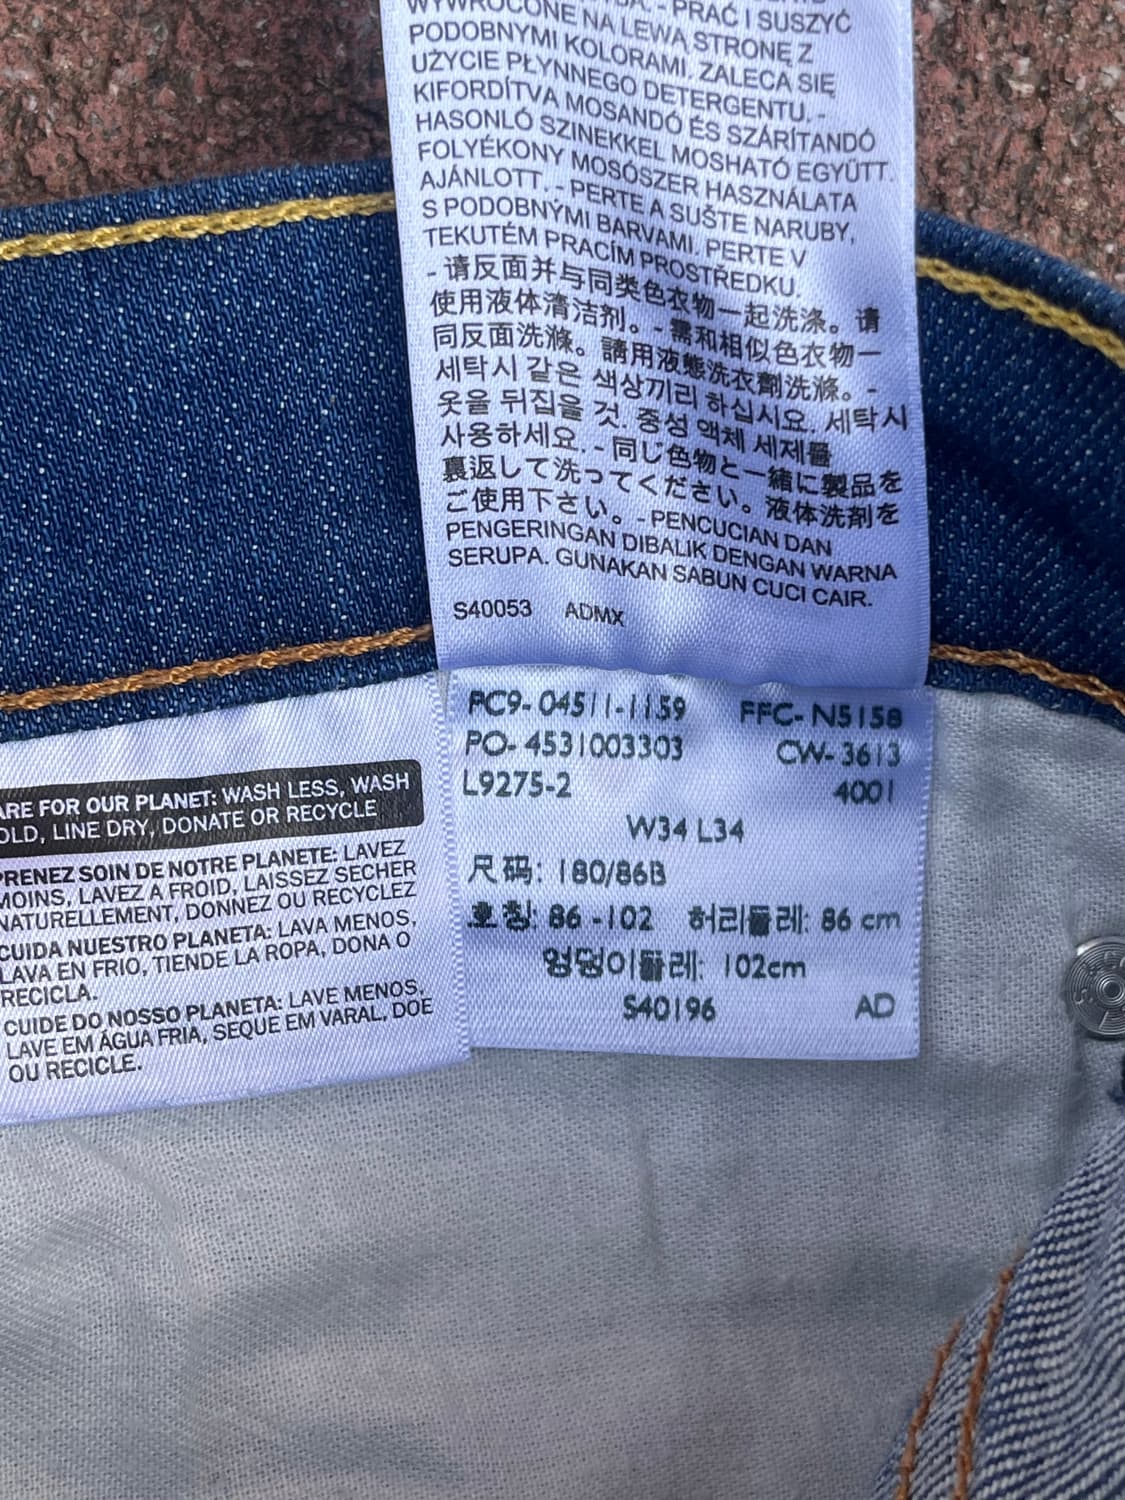 WYWRÓCONE NA LEWĄ STRONĘ Z
- PRAĆ I SUSZYĆ
PODOBNYMI KOLORAMI. ZALECA SIĘ
UŻYCIE PŁYNNEGO DETERGENTU. -
KIFORDÍTVA MOSANDÓ ÉS SZÁRÍTANDÓ
HASONLÓ SZINEKKEL MOSHATÓ EGYÜTT.
FOLYÉKONY MOSÓSZER HASZNÁLATA
AJÁNLOTT. - PERTE A SUŠTE NARUBY,
S PODOBNÝMI BARVAMI. PERTE V
TEKUTÉM PRACÍM PROSTŘEDKU.
- 请反面并与同类色衣物一起洗涤。请
使用液体清洁剂。- 需和相似色衣物一
同反面洗滌。請用液態洗衣劑洗滌。-
세탁시 같은 색상끼리 하십시요. 세탁시
옷을 뒤집을 것. 중성 액체 세제를
사용하세요. - 同じ色物と一緒に製品を
裏返して洗ってください。液体洗剤を
ご使用下さい。- PENCUCIAN DAN
PENGERINGAN DIBALIK DENGAN WARNA
SERUPA. GUNAKAN SABUN CUCI CAIR.
S40053 ADMX
PC9-04511-1159 FFC-N5158
PO-4531003303 CW-3613
L9275-2 4001
W34 L34
尺码: 180/86B
호칭: 86-102 허리둘레: 86 cm
엉덩이둘레: 102cm
S40196 AD
ARE FOR OUR PLANET: WASH LESS, WASH
OLD, LINE DRY, DONATE OR RECYCLE
PRENEZ SOIN DE NOTRE PLANETE: LAVEZ
MOINS, LAVEZ A FROID, LAISSEZ SECHER
NATURELLEMENT, DONNEZ OU RECYCLEZ
CUIDA NUESTRO PLANETA: LAVA MENOS,
LAVA EN FRIO, TIENDE LA ROPA, DONA O
RECICLA.
CUIDE DO NOSSO PLANETA: LAVE MENOS,
LAVE EM ÁGUA FRIA, SEQUE EM VARAL, DOE
OU RECICLE.